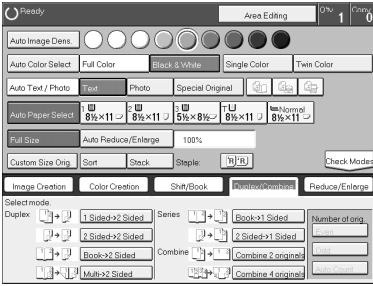 Ready
Area Editing
Q'ty 1
Copy 0
Auto Image Dens.
Auto Color Select Full Color Black & White Single Color Twin Color
Auto Text / Photo Text Photo Special Original
Auto Paper Select 1 8½×11 2 8½×11 3 5½×8½ T 8½×11 Normal 8½×11
Full Size Auto Reduce/Enlarge 100%
Custom Size Orig. Sort Stack Staple: R R
Check Modes
Image Creation Color Creation Shift/Book Duplex/Combine Reduce/Enlarge
Select mode.
Duplex 1 Sided->2 Sided Series Book->1 Sided Number of orig.
2 Sided->2 Sided 2 Sided->1 Sided Even
Book->2 Sided Combine Combine 2 originals Odd
Multi->2 Sided Combine 4 originals Auto Count